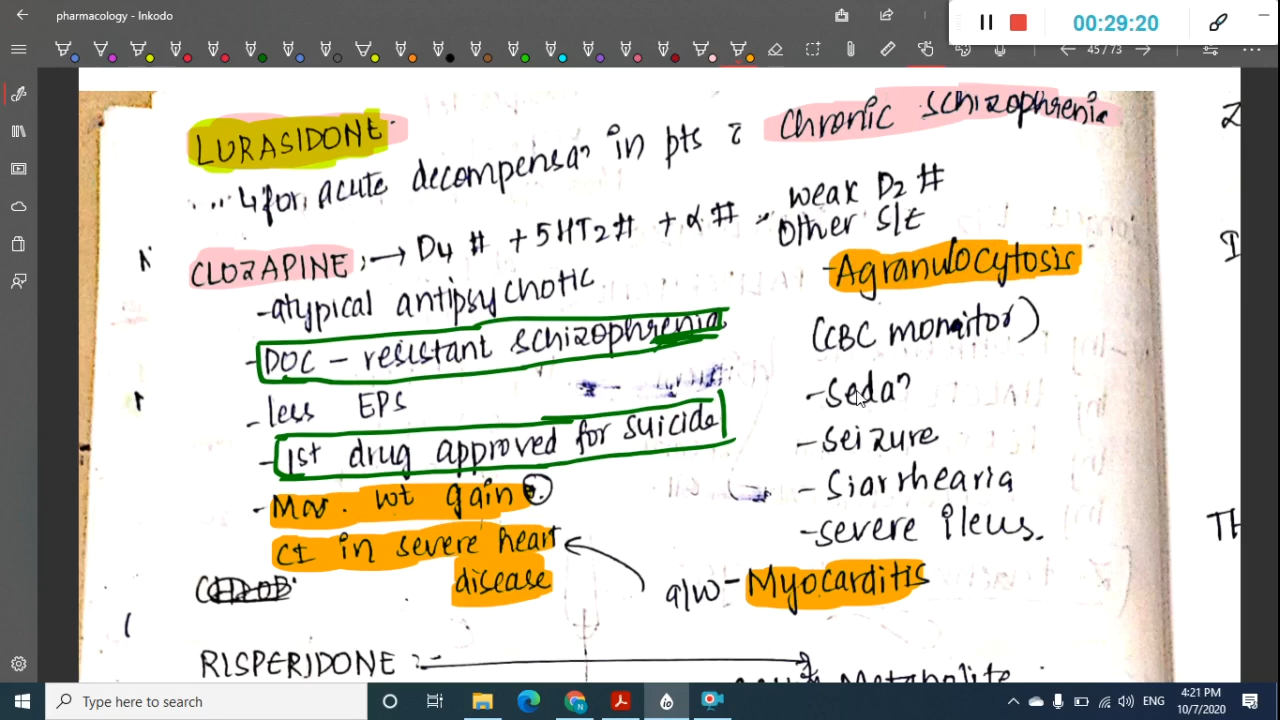 pharmacology - Inkodo
00:29:20
45 / 73
LURASIDONE
↳ for acute decompensaⁿ in pts c̄ chronic schizophrenia
CLOZAPINE :→ D4 # + 5HT2 # + α # - weak D2 #
-atypical antipsychotic
-DOC - resistant schizophrenia
-less EPS
-1st drug approved for suicide
-Max. wt gain
CI in severe heart
disease
other S/E
-Agranulocytosis
(CBC monitor)
-sedaⁿ
-seizure
-siarrhearia
-severe ileus.
a/w - Myocarditis
RISPERIDONE :-
Metabolite
Type here to search
ENG
4:21 PM
10/7/2020